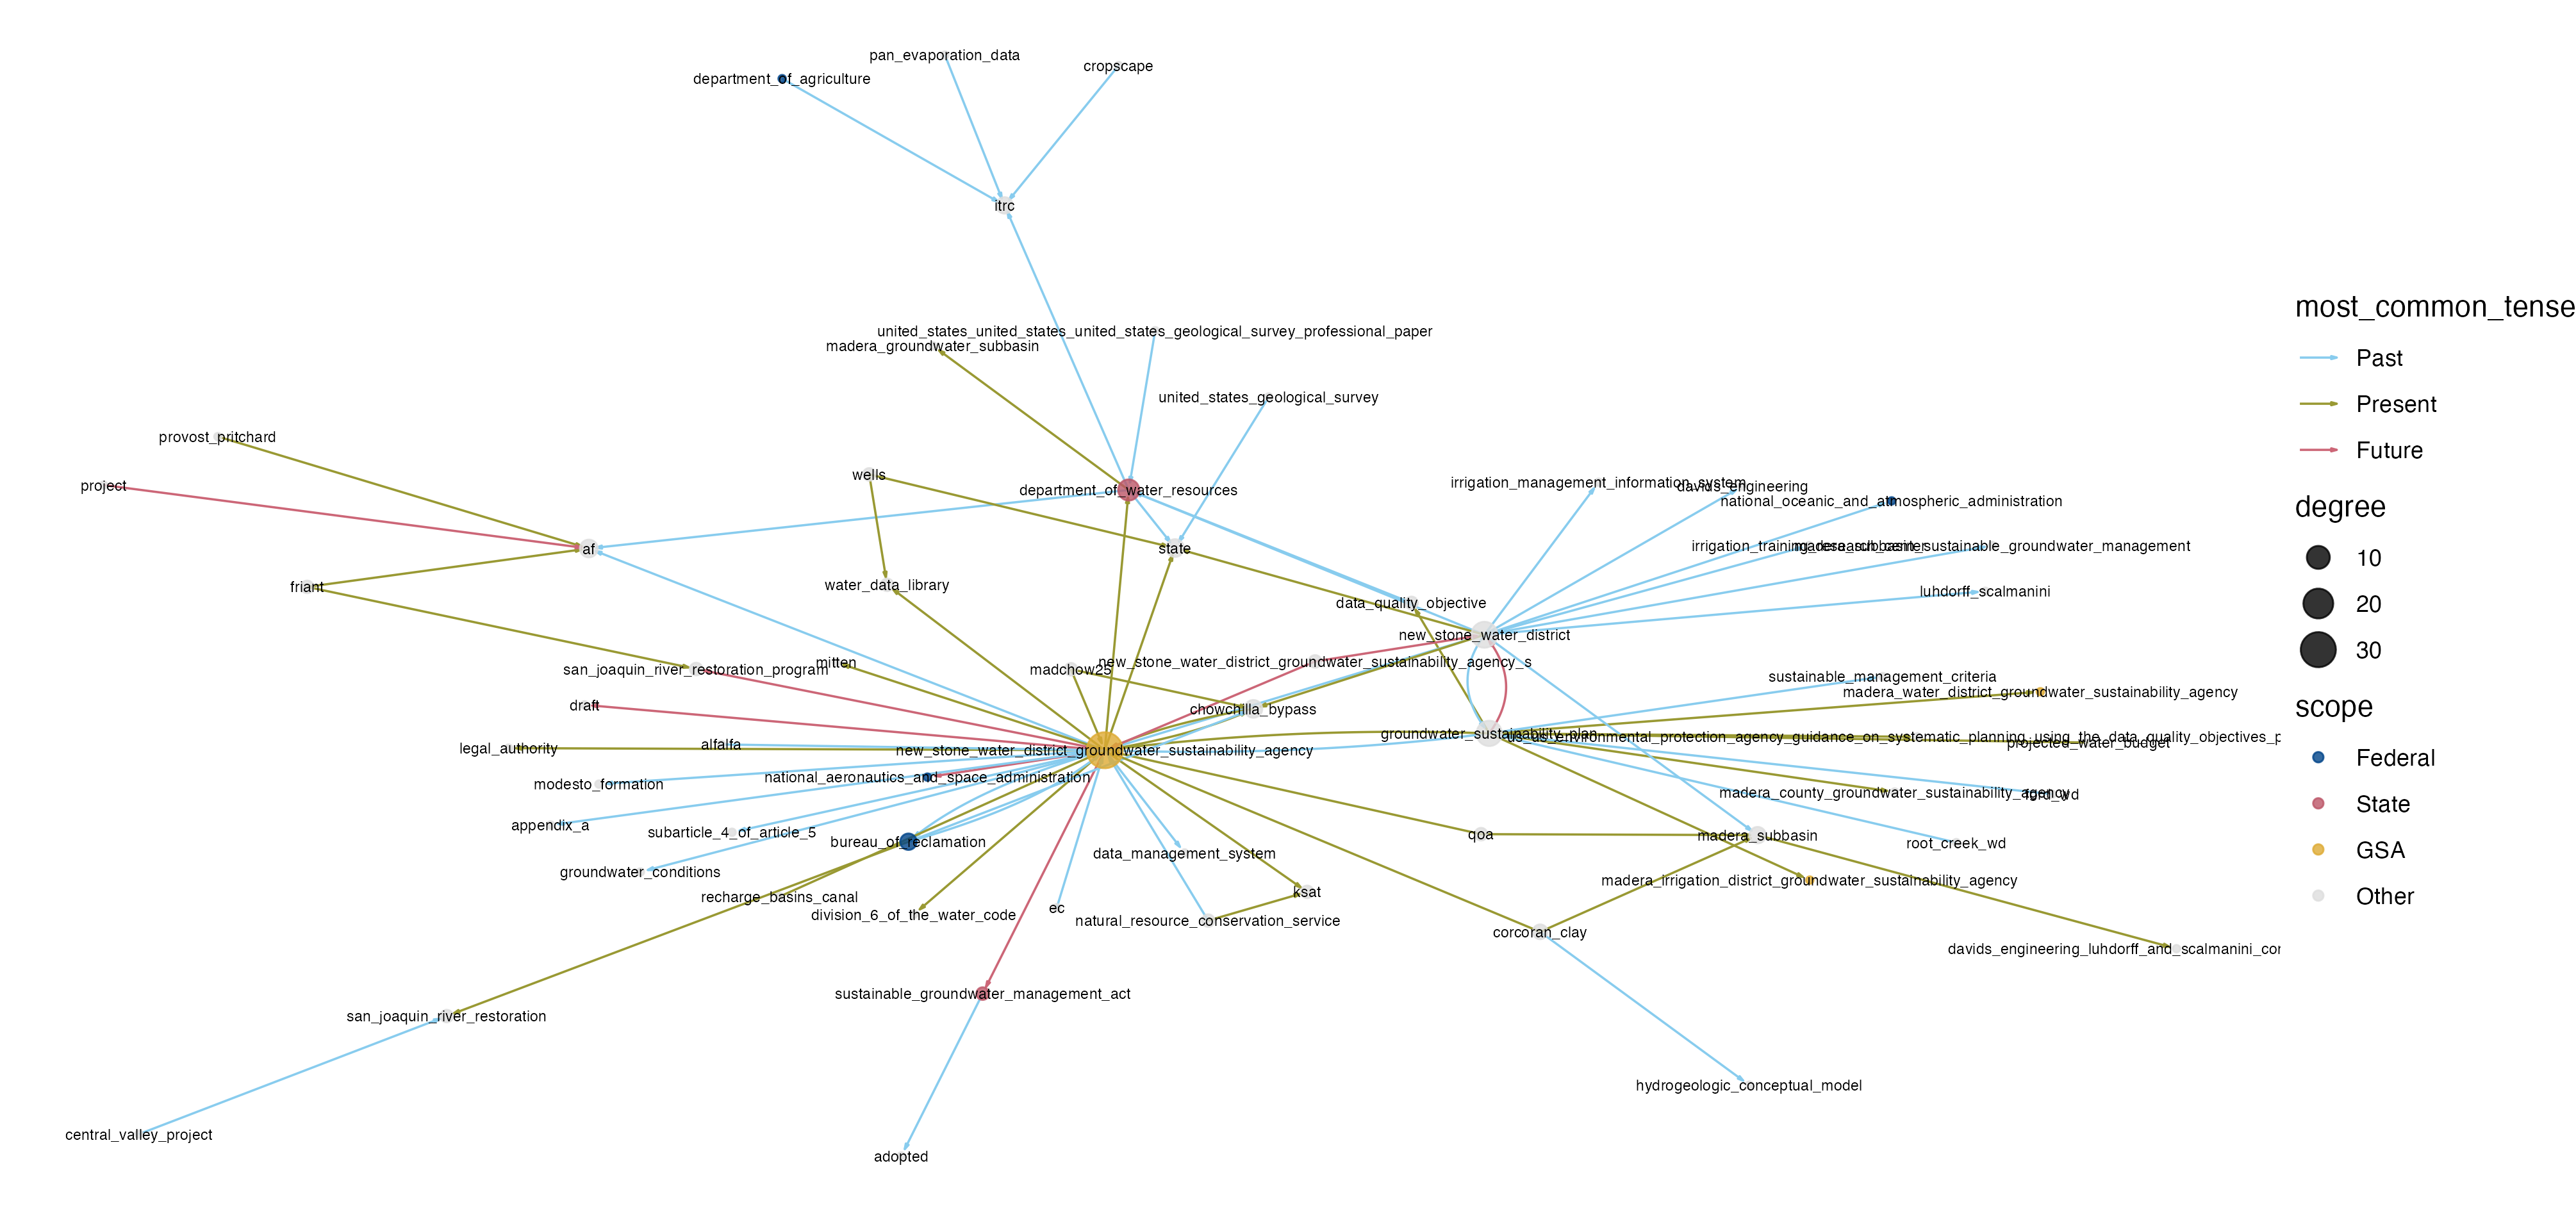 pan_evaporation_data
cropscape
department_of_agriculture
itrc
united_states_united_states_united_states_geological_survey_professional_paper
madera_groundwater_subbasin
united_states_geological_survey
provost_pritchard
project
wells
department_of_water_resources
irrigation_management_information_system
davids_engineering
national_oceanic_and_atmospheric_administration
af
state
irrigation_training_research_center
sustainable_groundwater_management
friant
water_data_library
luhdorff_scalmanini
data_quality_objective
new_stone_water_district
san_joaquin_river_restoration_program
mitten
madchow25
new_stone_water_district_groundwater_sustainability_agency_s
sustainable_management_criteria
madera_water_district_groundwater_sustainability_agency
draft
chowchilla_bypass
legal_authority
alfalfa
new_stone_water_district_groundwater_sustainability_agency
groundwater_sustainability_plan
us_environmental_protection_agency_guidance_on_systematic_planning_using_the_data_quality_objectives_p
projected_water_budget
modesto_formation
national_aeronautics_and_space_administration
madera_county_groundwater_sustainability_agency
appendix_a
subarticle_4_of_article_5
bureau_of_reclamation
qoa
madera_subbasin
root_creek_wd
data_management_system
groundwater_conditions
madera_irrigation_district_groundwater_sustainability_agency
recharge_basins_canal
division_6_of_the_water_code
ec
ksat
natural_resource_conservation_service
corcoran_clay
davids_engineering_luhdorff_and_scalmanini_cor
sustainable_groundwater_management_act
san_joaquin_river_restoration
hydrogeologic_conceptual_model
central_valley_project
adopted
most_common_tense
Past
Present
Future
degree
10
20
30
scope
Federal
State
GSA
Other